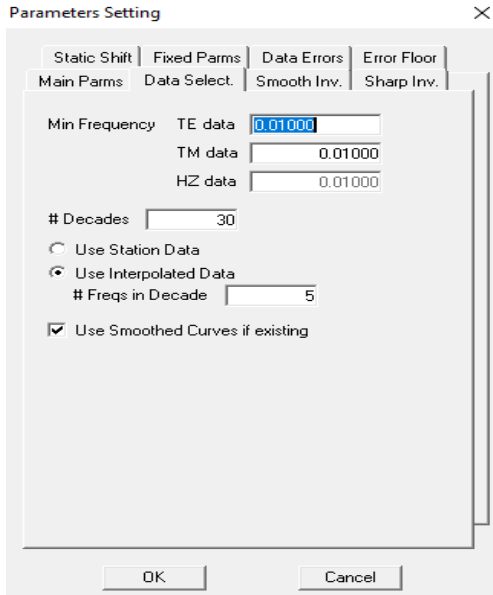 Parameters Setting
Static Shift Fixed Parms Data Errors Error Floor
Main Parms Data Select. Smooth Inv. Sharp Inv.
Min Frequency TE data 0.01000
TM data 0.01000
HZ data 0.01000
# Decades 30
Use Station Data
Use Interpolated Data
# Freqs in Decade 5
Use Smoothed Curves if existing
OK Cancel